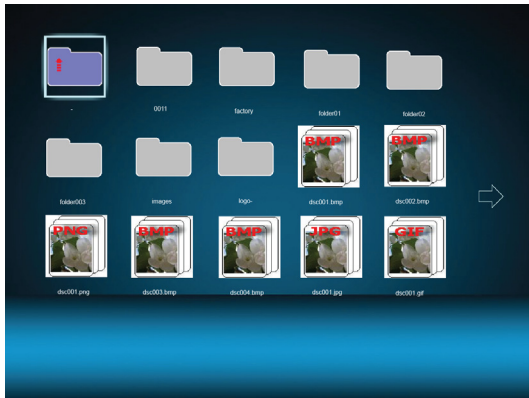 -
0011
factory
folder01
folder02
folder003
images
logo-
BMP
dsc001.bmp
BMP
dsc002.bmp
PNG
dsc001.png
BMP
dsc003.bmp
BMP
dsc004.bmp
JPG
dsc001.jpg
GIF
dsc001.gif